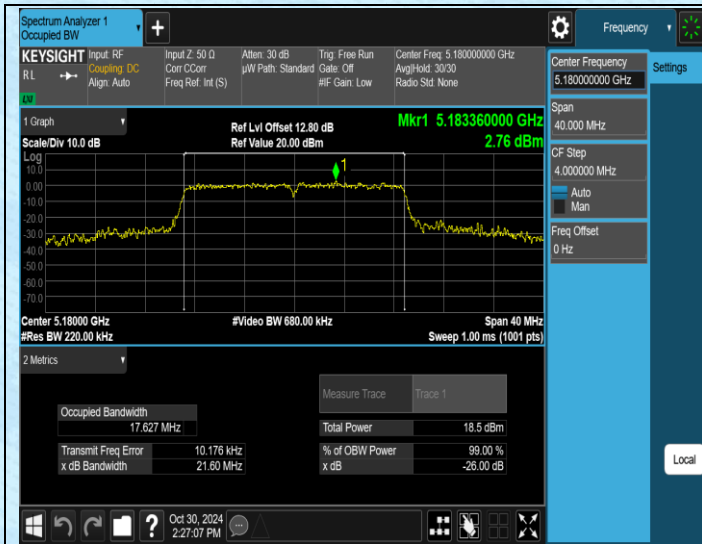 Spectrum Analyzer 1
Occupied BW
+
Frequency
KEYSIGHT
RL
LXI
Input: RF
Coupling: DC
Align: Auto
Input Z: 50 Ω
Corr CCorr
Freq Ref: Int (S)
Atten: 30 dB
µW Path: Standard
Trig: Free Run
Gate: Off
#IF Gain: Low
Center Freq: 5.180000000 GHz
Avg|Hold: 30/30
Radio Std: None
1 Graph
Scale/Div 10.0 dB
Ref Lvl Offset 12.80 dB
Ref Value 20.00 dBm
Mkr1 5.183360000 GHz
2.76 dBm
Log
10.0
0.00
-10.0
-20.0
-30.0
-40.0
-50.0
-60.0
-70.0
1
Center 5.18000 GHz
#Res BW 220.00 kHz
#Video BW 680.00 kHz
Span 40 MHz
Sweep 1.00 ms (1001 pts)
2 Metrics
Measure Trace
Trace 1
Occupied Bandwidth
17.627 MHz
Total Power
18.5 dBm
Transmit Freq Error
10.176 kHz
% of OBW Power
99.00 %
x dB Bandwidth
21.60 MHz
x dB
-26.00 dB
?
Oct 30, 2024
2:27:07 PM
Center Frequency
5.180000000 GHz
Settings
Span
40.000 MHz
CF Step
4.000000 MHz
Auto
Man
Freq Offset
0 Hz
Local